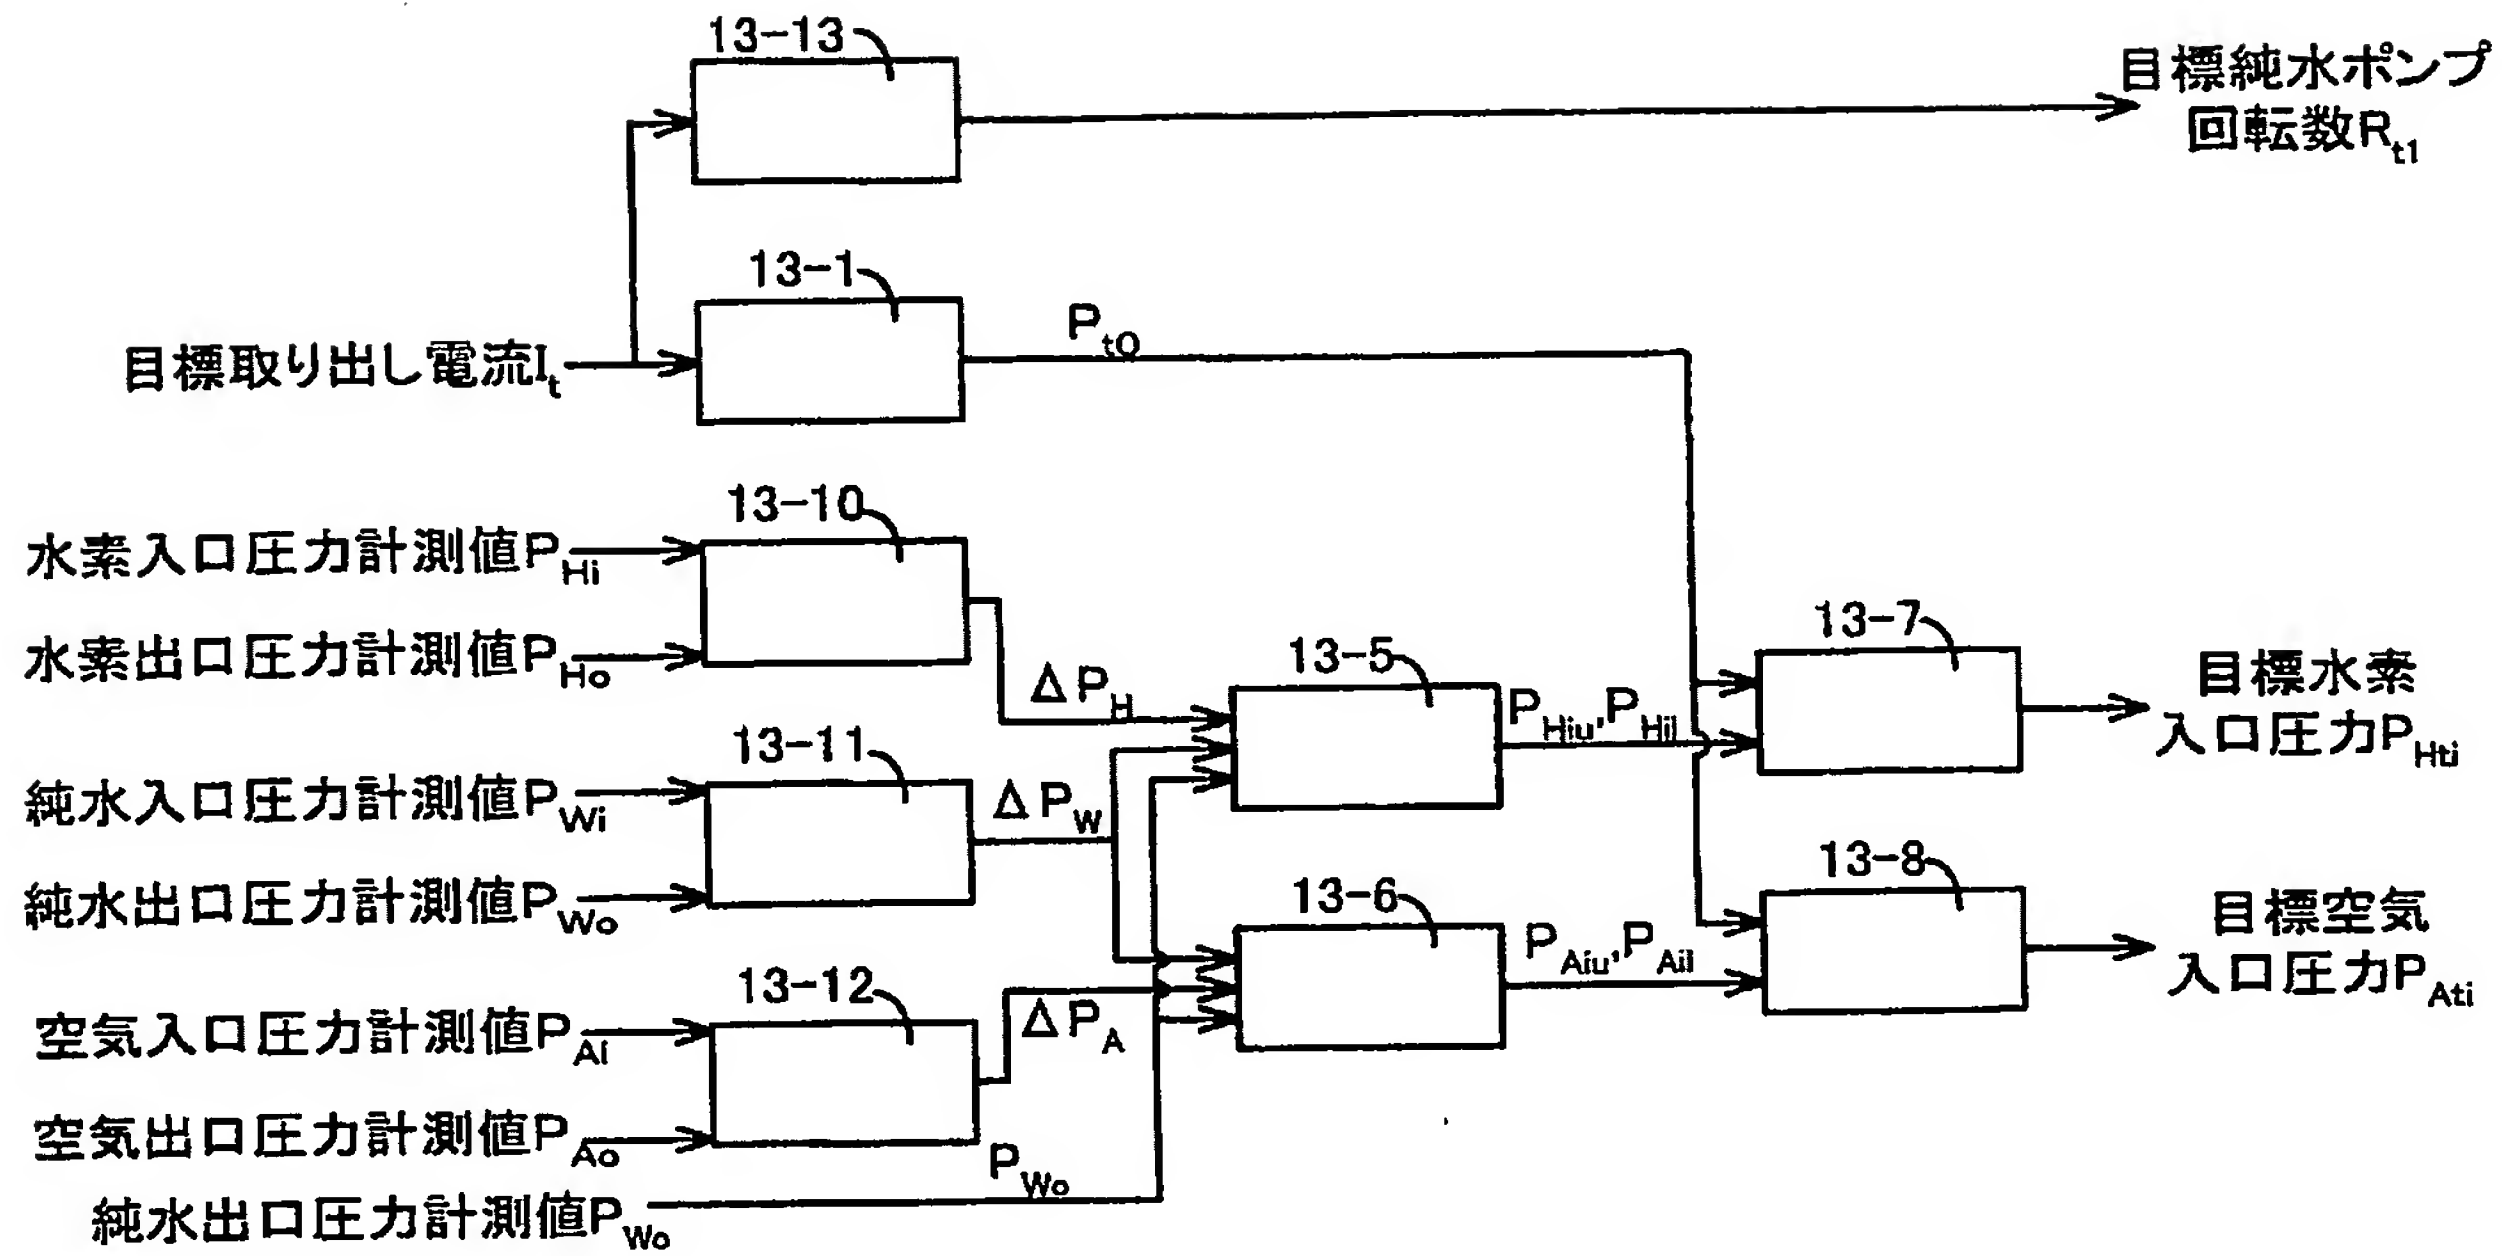 13-13
目標純水ポンプ
回転数Rt1
13-1
PtO
目標取り出し電流It
13-10
水素入口圧力計測値PHi
水素出口圧力計測値PHo
13-7
13-5
目標水素
入口圧力PHti
ΔPH
PHiu,PHil
13-11
純水入口圧力計測値PWi
ΔPW
純水出口圧力計測値PWo
13-8
13-6
目標空気
入口圧力PAti
PAiu,PAil
13-12
空気入口圧力計測値PAi
ΔPA
空気出口圧力計測値PAo
PWo
純水出口圧力計測値PWo